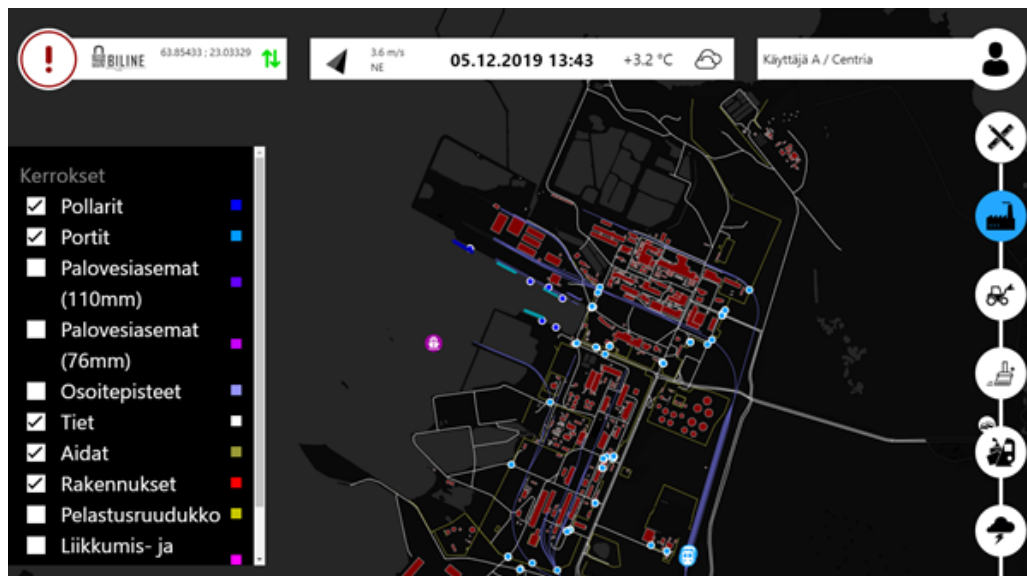 !
BILINE
63.85433 ; 23.03329
3.6 m/s
NE
05.12.2019 13:43
+3.2 °C
Käyttäjä A / Centria
Kerrokset
Pollarit
Portit
Palovesiasemat
(110mm)
Palovesiasemat
(76mm)
Osoitepisteet
Tiet
Aidat
Rakennukset
Pelastusruudukko
Liikkumis- ja